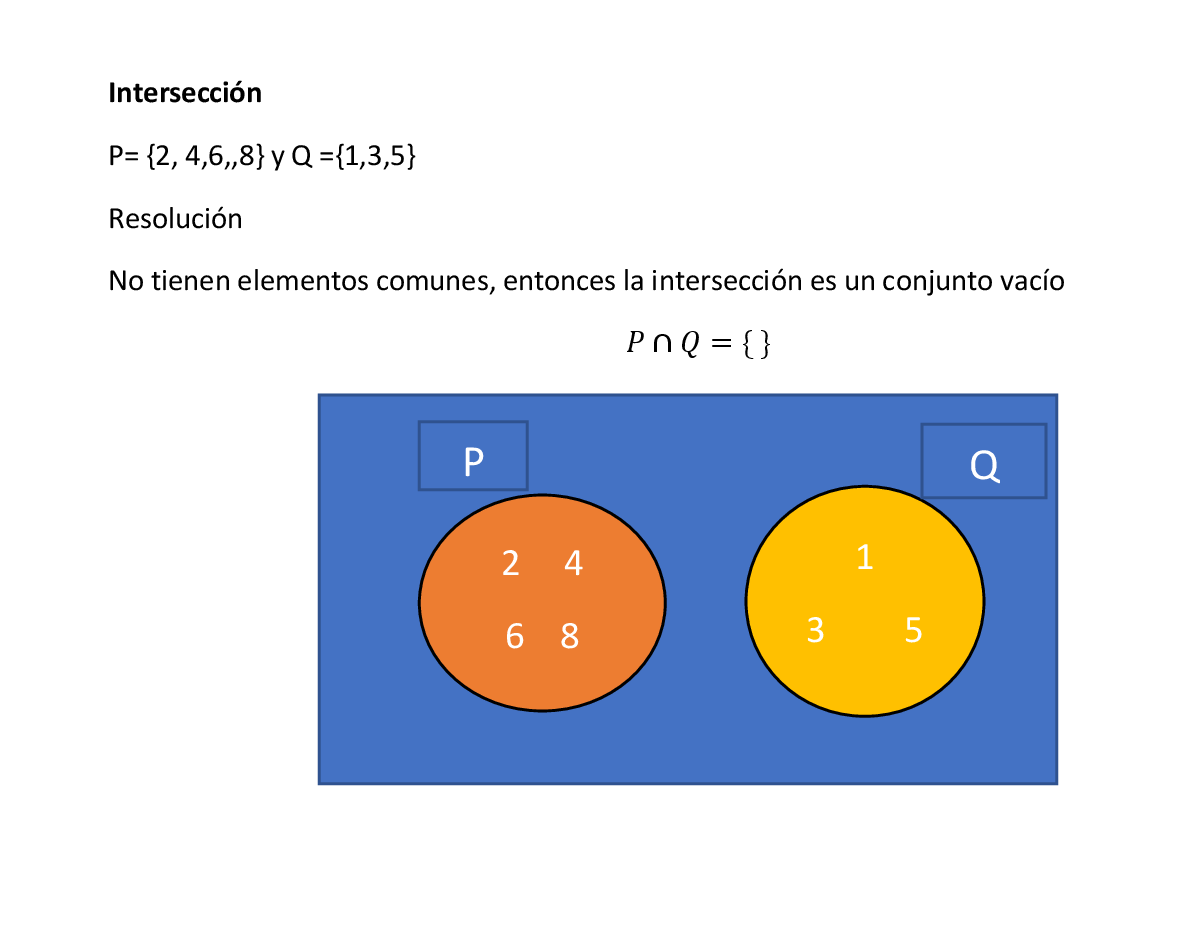 Intersección
P= {2, 4,6,,8} y Q ={1,3,5}
Resolución
No tienen elementos comunes, entonces la intersección es un conjunto vacío
P ∩ Q = { }
P
Q
2 4
6 8
1
3 5